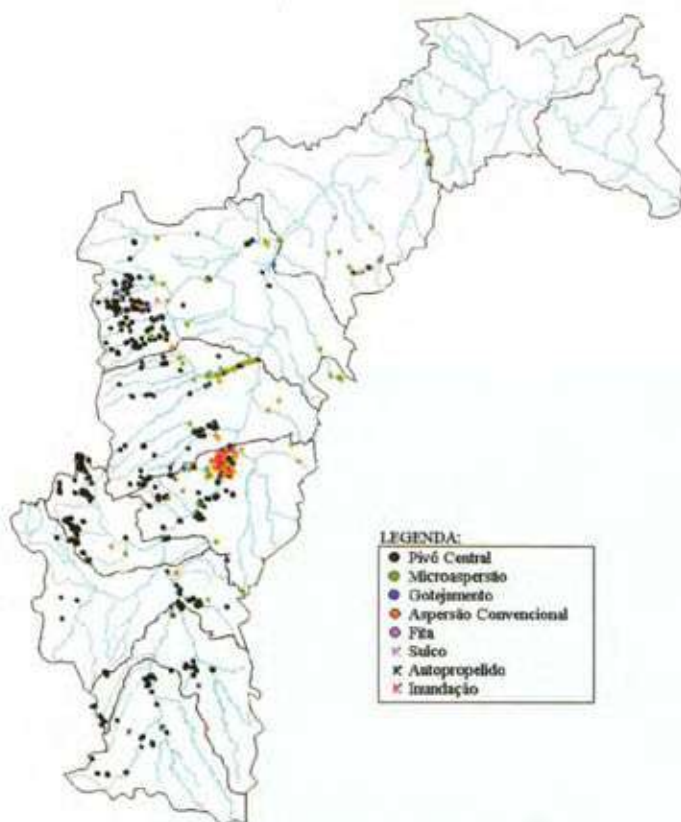 LEGENDA:
Pivô Central
Microaspersão
Gotejamento
Aspersão Convencional
Fita
Sulco
Autopropelido
Inundação